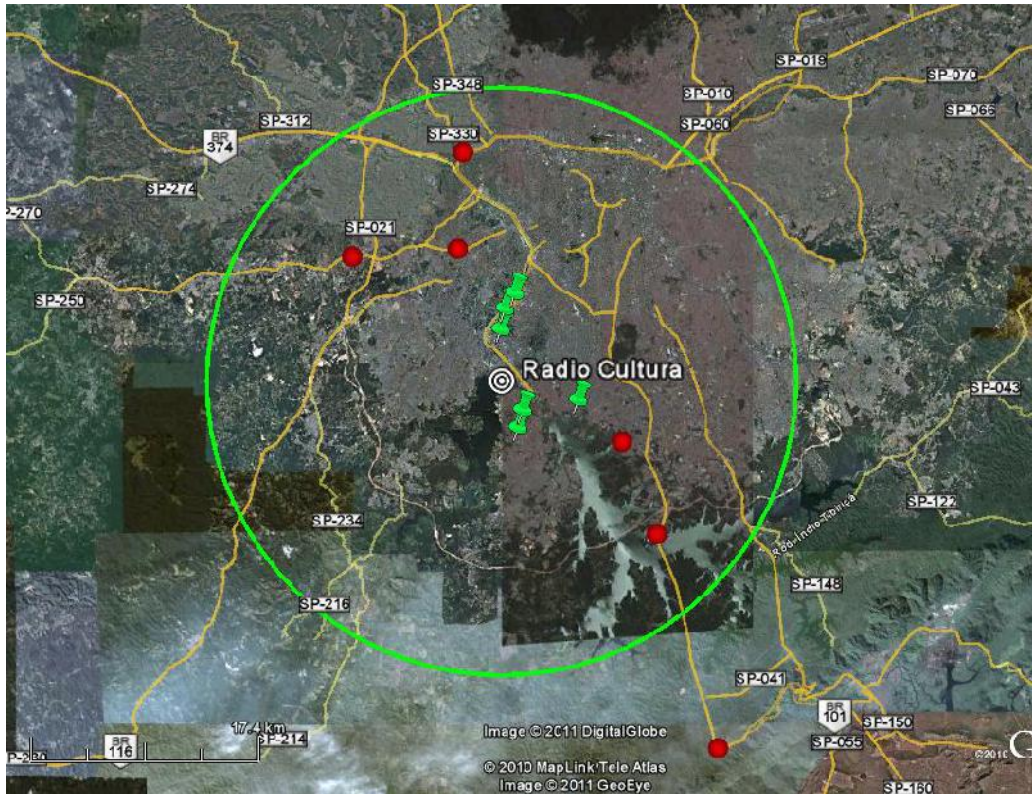 SP-019
SP-348
SP-070
SP-010
SP-066
SP-312
SP-060
SP-330
BR
374
SP-274
P-270
SP-021
SP-250
Radio Cultura
SP-043
SP-122
SP-234
Rod-Indio-Tibiriçá
SP-148
SP-216
SP-041
BR
101
SP-150
17.4 km
SP-214
BR
116
SP-055
Image © 2011 DigitalGlobe
© 2010 MapLink/Tele Atlas
Image © 2011 GeoEye
©2010
SP-160